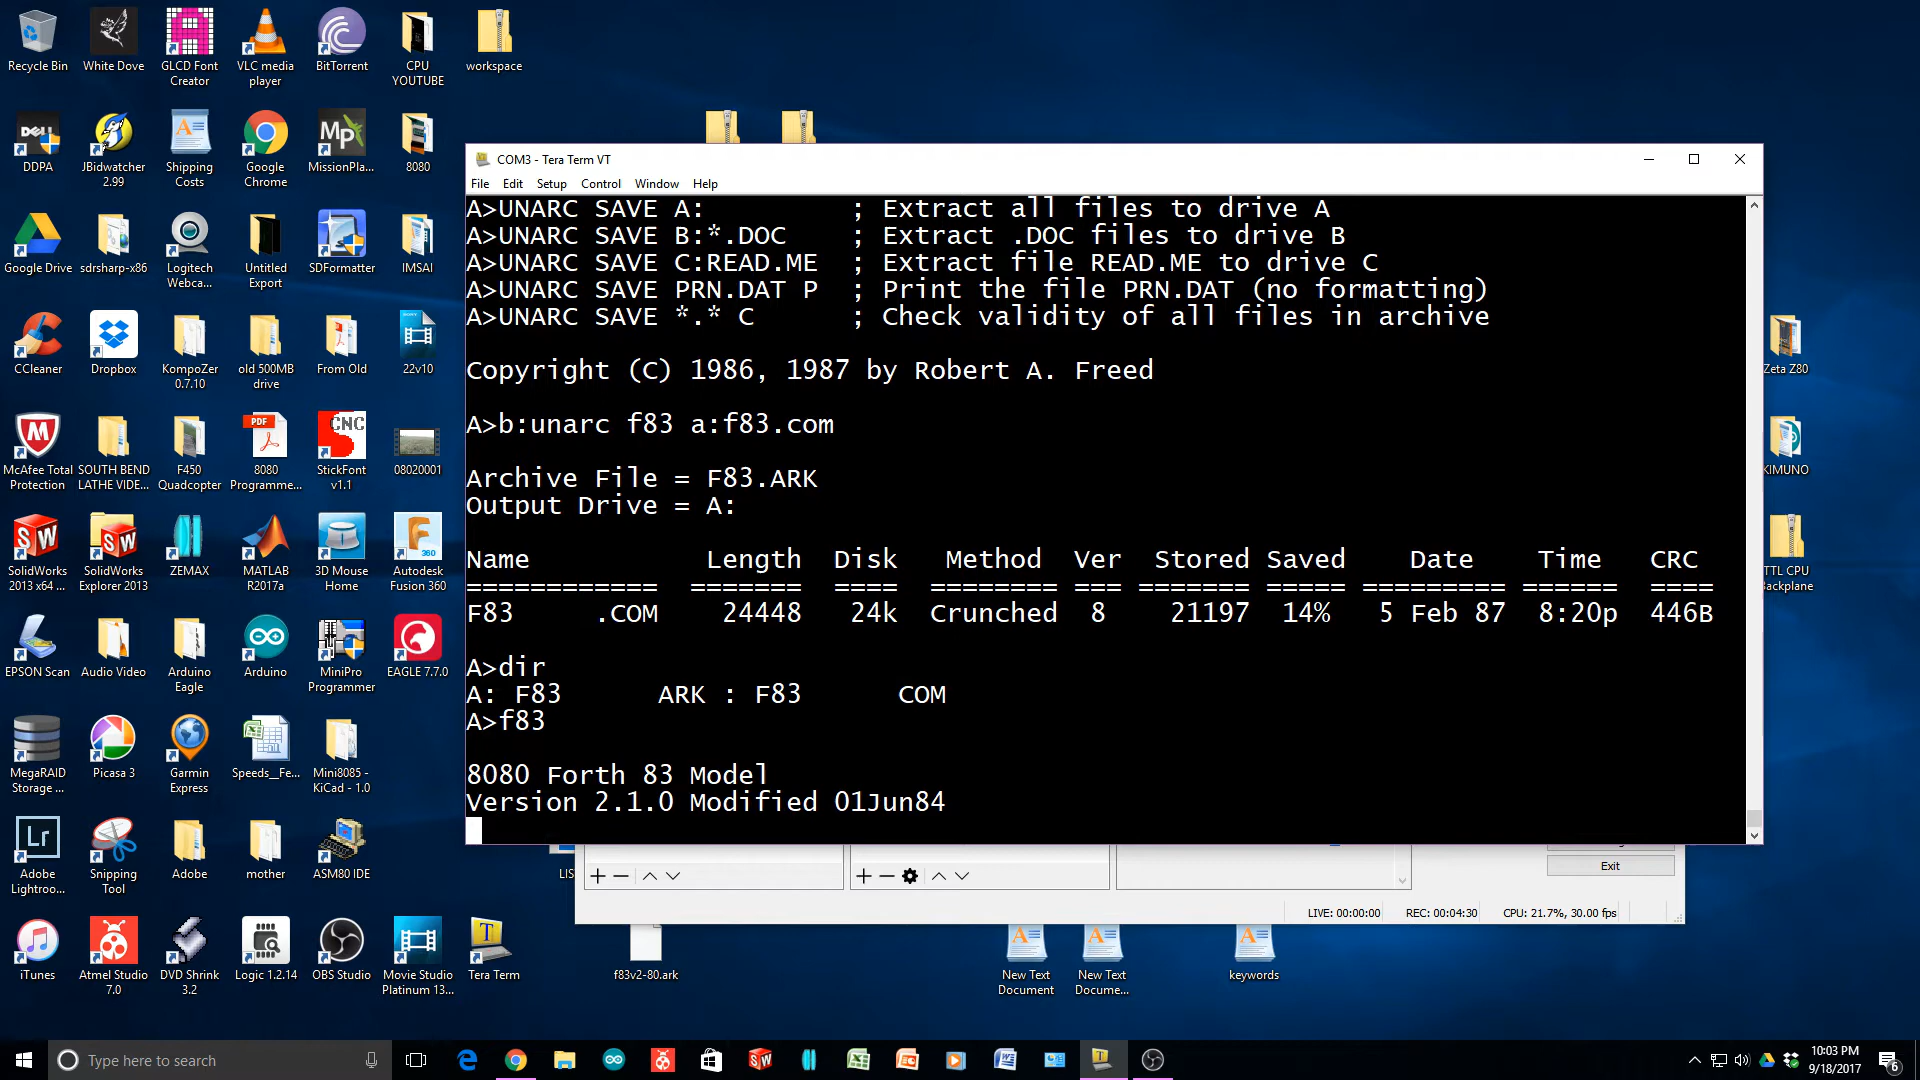 Recycle Bin
White Dove
GLCD Font
Creator
VLC media
player
BitTorrent
CPU
YOUTUBE
workspace
DELL
DDPA
JBidwatcher
2.99
Shipping
Costs
Google
Chrome
Mp
MissionPla...
8080
Google Drive
sdrsharp-x86
Logitech
Webca...
Untitled
Export
SDFormatter
IMSAI
CCleaner
Dropbox
KompoZer
0.7.10
old 500MB
drive
From Old
22v10
McAfee Total
Protection
SOUTH BEND
LATHE VIDE...
F450
Quadcopter
PDF
8080
Programme...
CNC
StickFont
v1.1
08020001
SolidWorks
2013 x64 ...
SolidWorks
Explorer 2013
ZEMAX
MATLAB
R2017a
3D Mouse
Home
360
Autodesk
Fusion 360
EPSON Scan
Audio Video
Arduino
Eagle
Arduino
MiniPro
Programmer
EAGLE 7.7.0
MegaRAID
Storage ...
Picasa 3
Garmin
Express
Speeds__Fe...
Mini8085 -
KiCad - 1.0
Lr
Adobe
Lightroo...
Snipping
Tool
Adobe
mother
ASM80 IDE
iTunes
Atmel Studio
7.0
DVD Shrink
3.2
Logic 1.2.14
OBS Studio
Movie Studio
Platinum 13...
Tera Term
COM3 - Tera Term VT
File Edit Setup Control Window Help
A>UNARC SAVE A: ; Extract all files to drive A
A>UNARC SAVE B:*.DOC ; Extract .DOC files to drive B
A>UNARC SAVE C:READ.ME ; Extract file READ.ME to drive C
A>UNARC SAVE PRN.DAT P ; Print the file PRN.DAT (no formatting)
A>UNARC SAVE *.* C ; Check validity of all files in archive
Copyright (C) 1986, 1987 by Robert A. Freed
A>b:unarc f83 a:f83.com
Archive File = F83.ARK
Output Drive = A:
Name Length Disk Method Ver Stored Saved Date Time CRC
============ ======= ==== ======== === ====== ===== ========= ====== ====
F83 .COM 24448 24k Crunched 8 21197 14% 5 Feb 87 8:20p 446B
A>dir
A: F83 ARK : F83 COM
A>f83
8080 Forth 83 Model
Version 2.1.0 Modified 01Jun84
Zeta Z80
KIMUNO
TTL CPU
Backplane
LIS
Exit
LIVE: 00:00:00 REC: 00:04:30 CPU: 21.7%, 30.00 fps
f83v2-80.ark
New Text
Document
New Text
Docume...
keywords
Type here to search
10:03 PM
9/18/2017
6